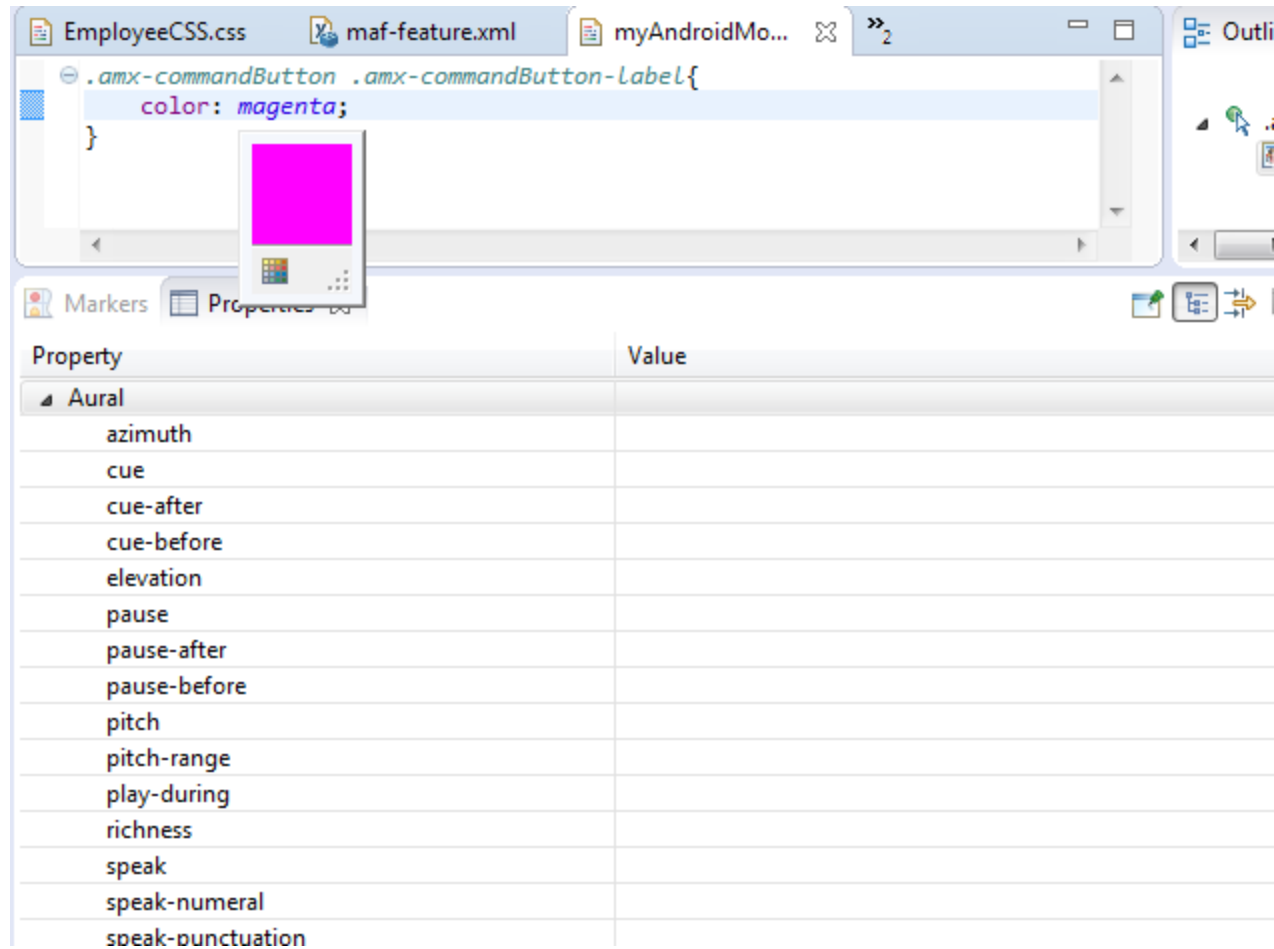 EmployeeCSS.css maf-feature.xml myAndroidMo... »2 Outli
.amx-commandButton .amx-commandButton-label{
color: magenta;
}
Markers Properties
Property Value
Aural
azimuth
cue
cue-after
cue-before
elevation
pause
pause-after
pause-before
pitch
pitch-range
play-during
richness
speak
speak-numeral
speak-punctuation